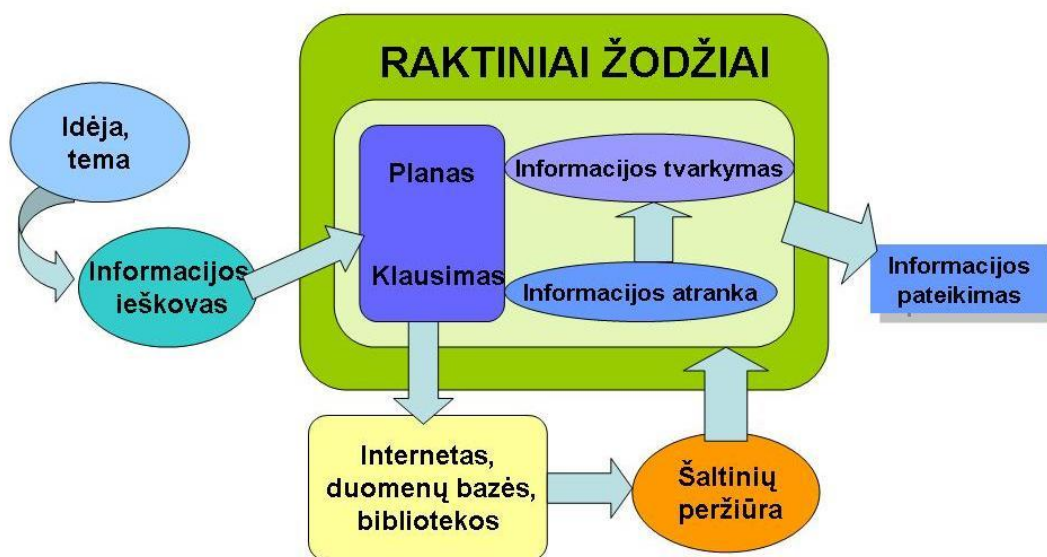 RAKTINIAI ŽODŽIAI
Idėja,
tema
Informacijos
ieškovas
Planas
Klausimas
Informacijos tvarkymas
Informacijos atranka
Informacijos
pateikimas
Internetas,
duomenų bazės,
bibliotekos
Šaltinių
peržiūra